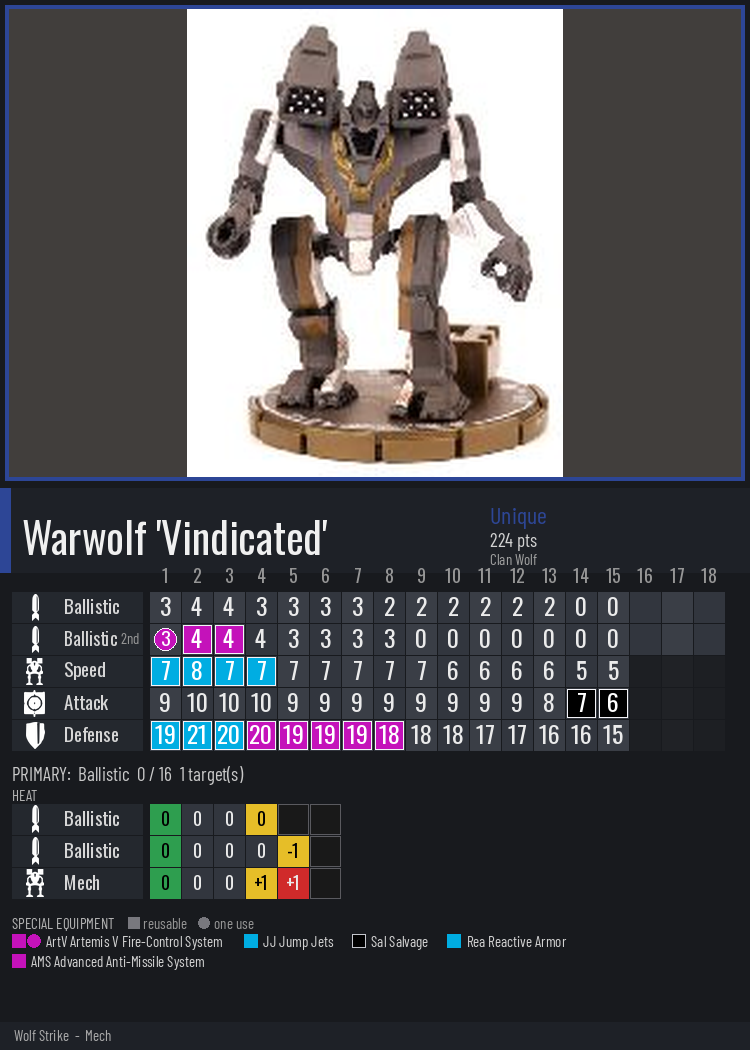 Warwolf 'Vindicated'
Unique
224 pts
Clan Wolf
1 2 3 4 5 6 7 8 9 10 11 12 13 14 15 16 17 18
Ballistic 3 4 4 3 3 3 3 2 2 2 2 2 2 0 0
Ballistic 2nd 3 4 4 4 3 3 3 3 0 0 0 0 0 0 0
Speed 7 8 7 7 7 7 7 7 7 6 6 6 6 5 5
Attack 9 10 10 10 9 9 9 9 9 9 9 9 8 7 6
Defense 19 21 20 20 19 19 19 18 18 18 17 17 16 16 15
PRIMARY: Ballistic 0 / 16 1 target(s)
HEAT
Ballistic 0 0 0 0
Ballistic 0 0 0 0 -1
Mech 0 0 0 +1 +1
SPECIAL EQUIPMENT reusable one use
ArtV Artemis V Fire-Control System JJ Jump Jets Sal Salvage Rea Reactive Armor
AMS Advanced Anti-Missile System
Wolf Strike - Mech